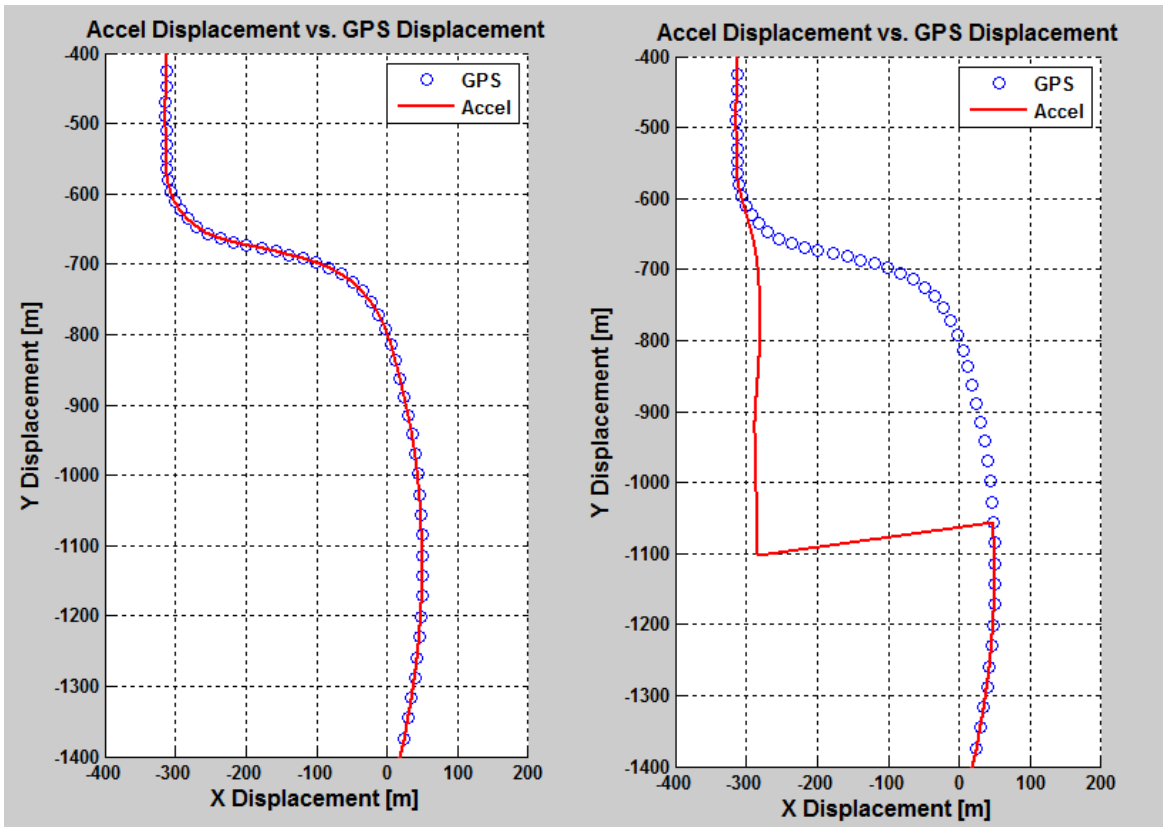 Accel Displacement vs. GPS Displacement
-400
-500
-600
-700
-800
-900
-1000
-1100
-1200
-1300
-1400
Y Displacement [m]
GPS
Accel
-400 -300 -200 -100 0 100 200
X Displacement [m]
Accel Displacement vs. GPS Displacement
-400
-500
-600
-700
-800
-900
-1000
-1100
-1200
-1300
-1400
Y Displacement [m]
GPS
Accel
-400 -300 -200 -100 0 100 200
X Displacement [m]